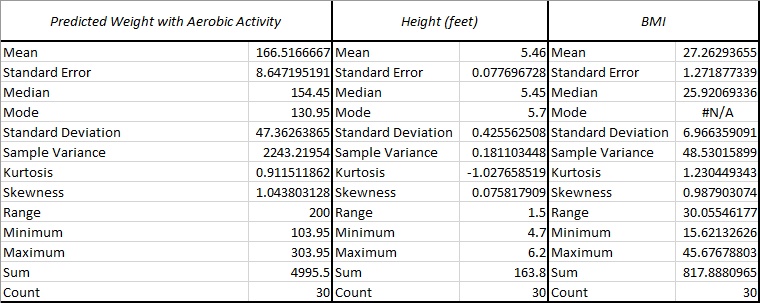 Predicted Weight with Aerobic Activity Height (feet) BMI
Mean 166.5166667 Mean 5.46 Mean 27.26293655
Standard Error 8.647195191 Standard Error 0.077696728 Standard Error 1.271877339
Median 154.45 Median 5.45 Median 25.92069336
Mode 130.95 Mode 5.7 Mode #N/A
Standard Deviation 47.36263865 Standard Deviation 0.425562508 Standard Deviation 6.966359091
Sample Variance 2243.21954 Sample Variance 0.181103448 Sample Variance 48.53015899
Kurtosis 0.911511862 Kurtosis -1.027658519 Kurtosis 1.230449343
Skewness 1.043803128 Skewness 0.075817909 Skewness 0.987903074
Range 200 Range 1.5 Range 30.05546177
Minimum 103.95 Minimum 4.7 Minimum 15.62132626
Maximum 303.95 Maximum 6.2 Maximum 45.67678803
Sum 4995.5 Sum 163.8 Sum 817.8880965
Count 30 Count 30 Count 30